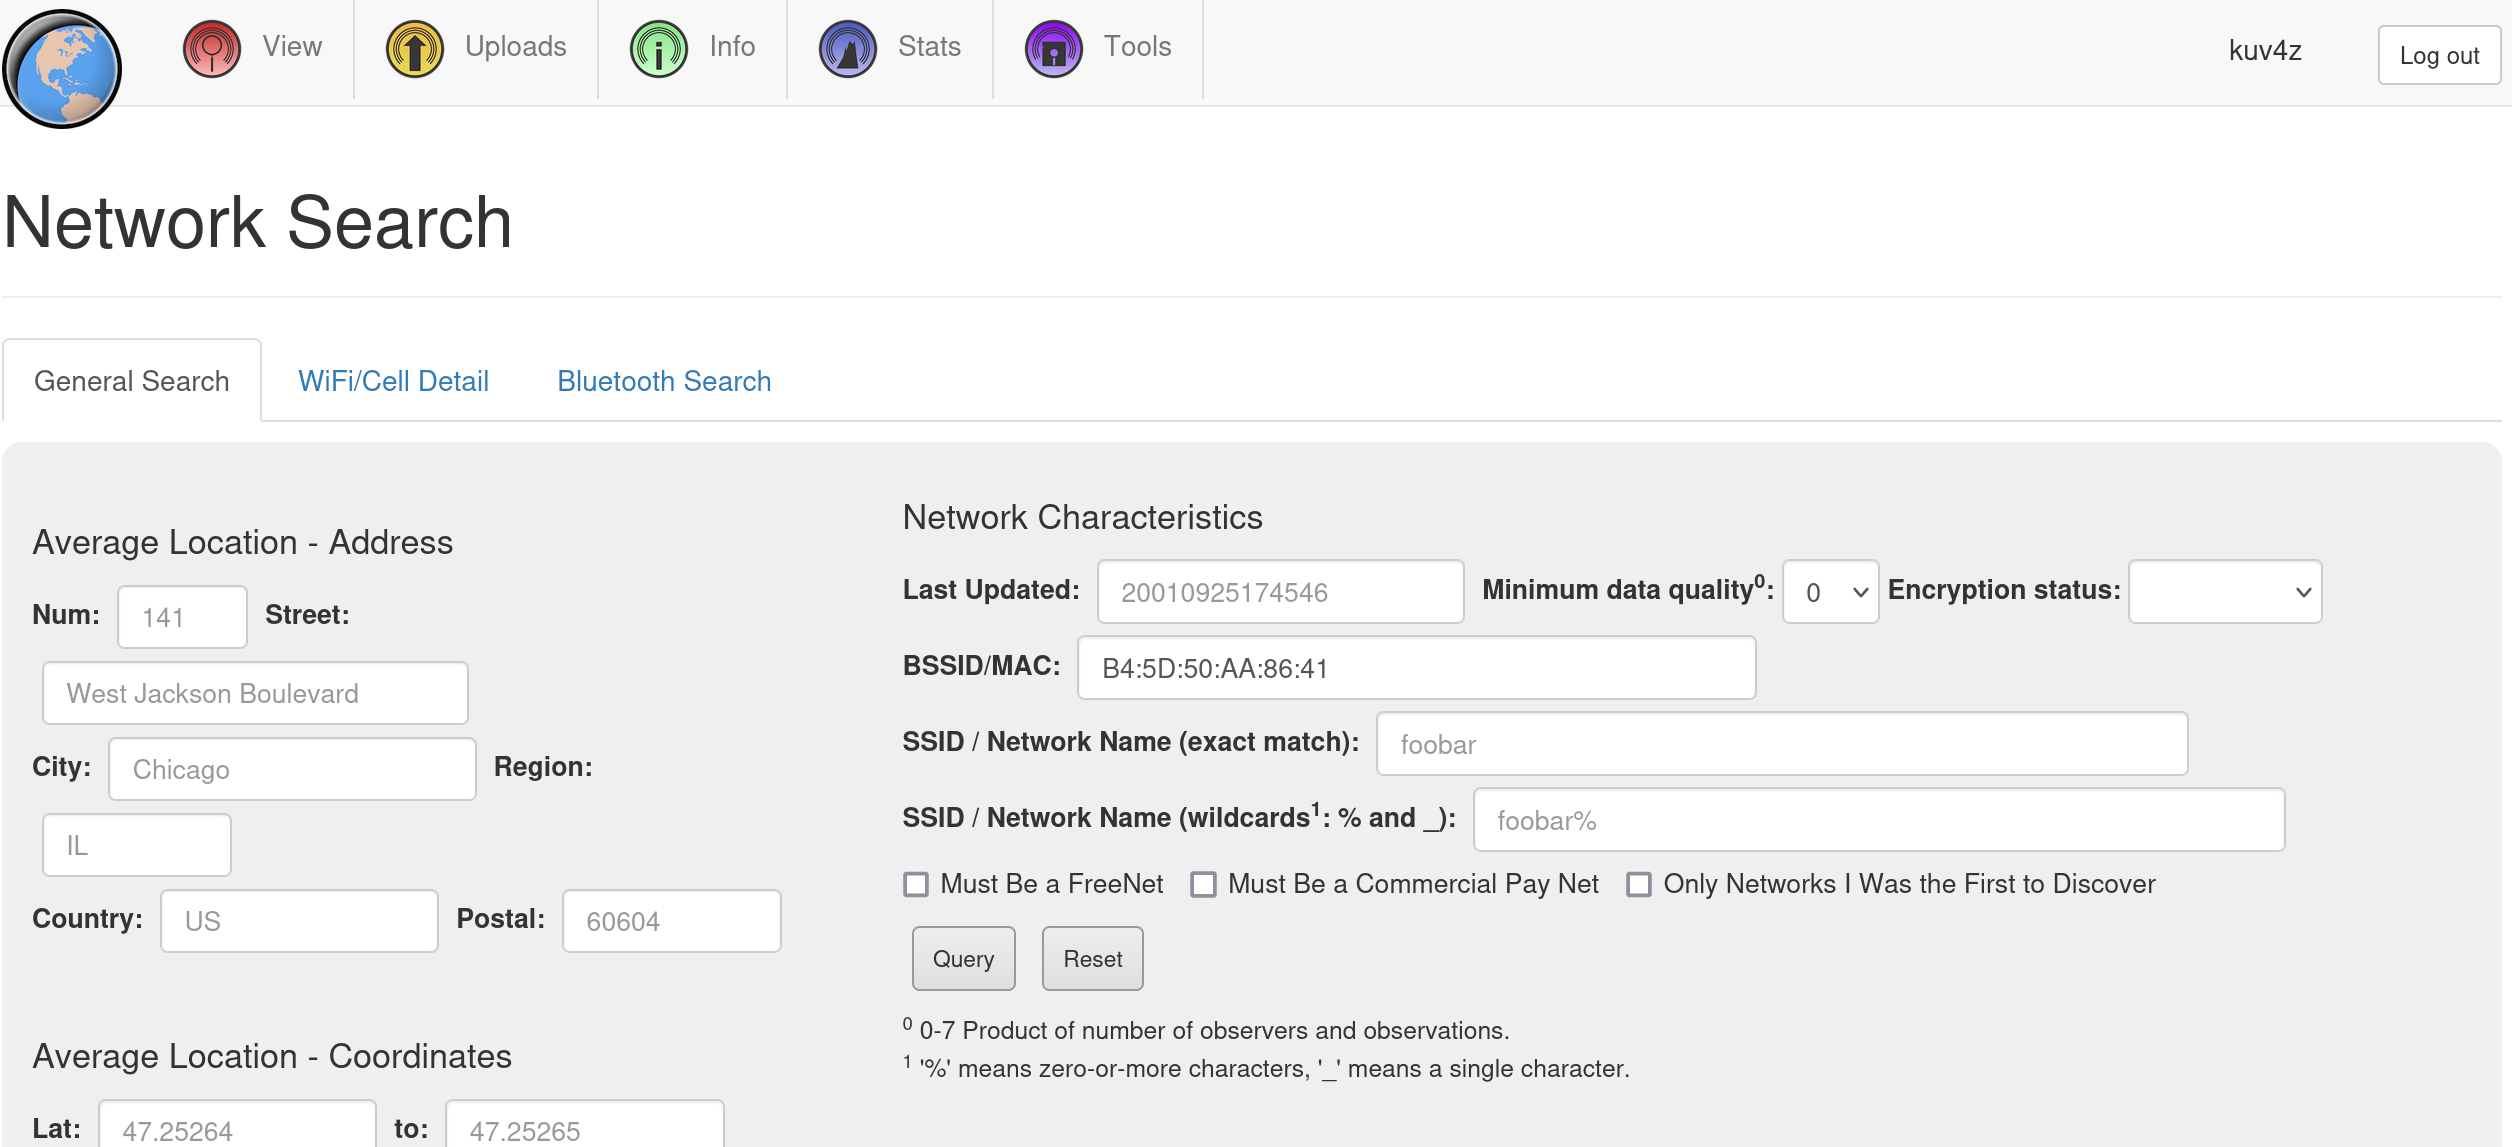 View Uploads Info Stats Tools kuv4z Log out
Network Search
General Search WiFi/Cell Detail Bluetooth Search
Average Location - Address
Num: 141 Street:
West Jackson Boulevard
City: Chicago Region:
IL
Country: US Postal: 60604
Average Location - Coordinates
Lat: 47.25264 to: 47.25265
Network Characteristics
Last Updated: 20010925174546 Minimum data quality⁰: 0 Encryption status:
BSSID/MAC: B4:5D:50:AA:86:41
SSID / Network Name (exact match): foobar
SSID / Network Name (wildcards¹: % and _): foobar%
Must Be a FreeNet Must Be a Commercial Pay Net Only Networks I Was the First to Discover
Query Reset
⁰ 0-7 Product of number of observers and observations.
¹ '%' means zero-or-more characters, '_' means a single character.